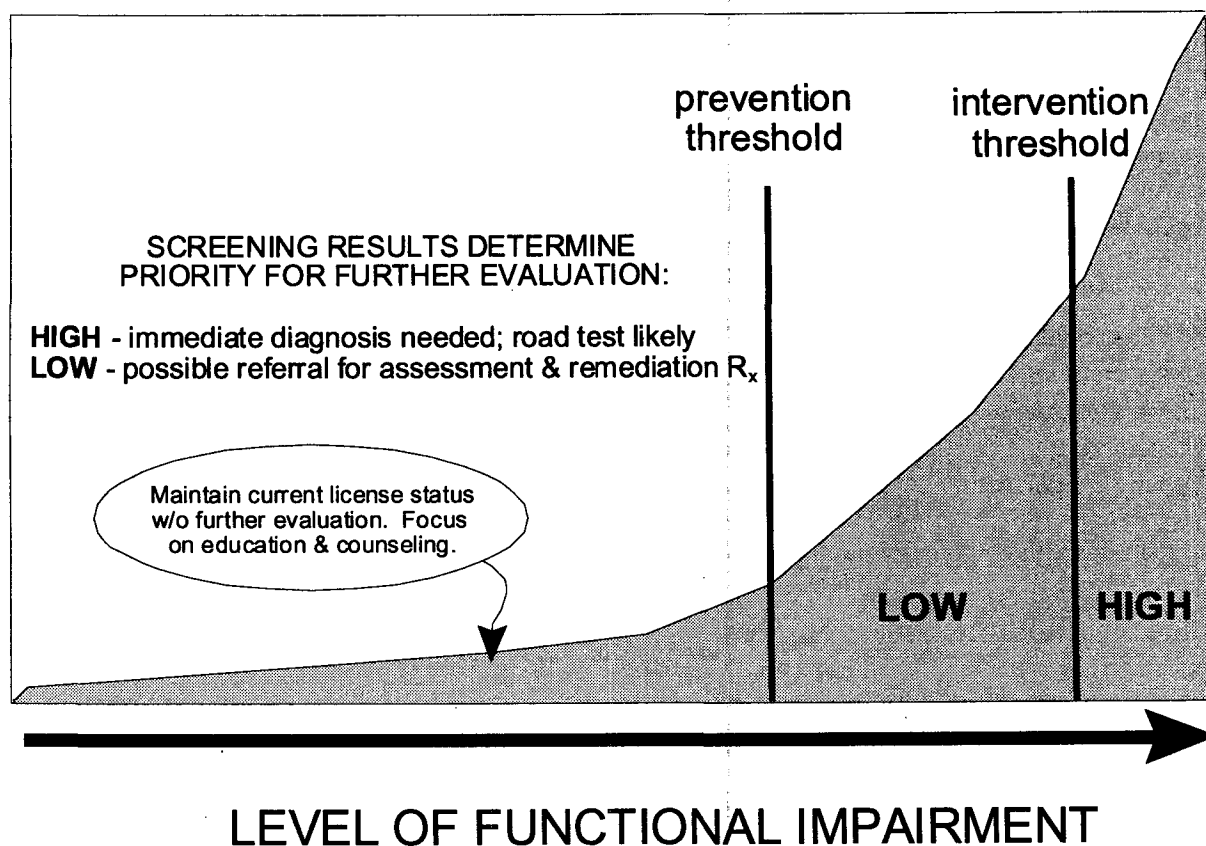 prevention
threshold
intervention
threshold
SCREENING RESULTS DETERMINE
PRIORITY FOR FURTHER EVALUATION:
HIGH - immediate diagnosis needed; road test likely
LOW - possible referral for assessment & remediation Rx
Maintain current license status
w/o further evaluation. Focus
on education & counseling.
LOW
HIGH
LEVEL OF FUNCTIONAL IMPAIRMENT